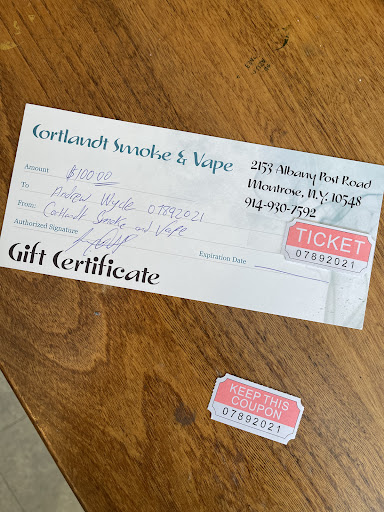 Cortlandt Smoke & Vape
2153 Albany Post Road
Montrose, N.Y. 10548
914-930-7592
Amount $100.00
To Andrew Wyde 07892021
From: Cortlandt Smoke and Vape
Authorized Signature
Expiration Date
Gift Certificate
TICKET
07892021
KEEP THIS
COUPON
07892021